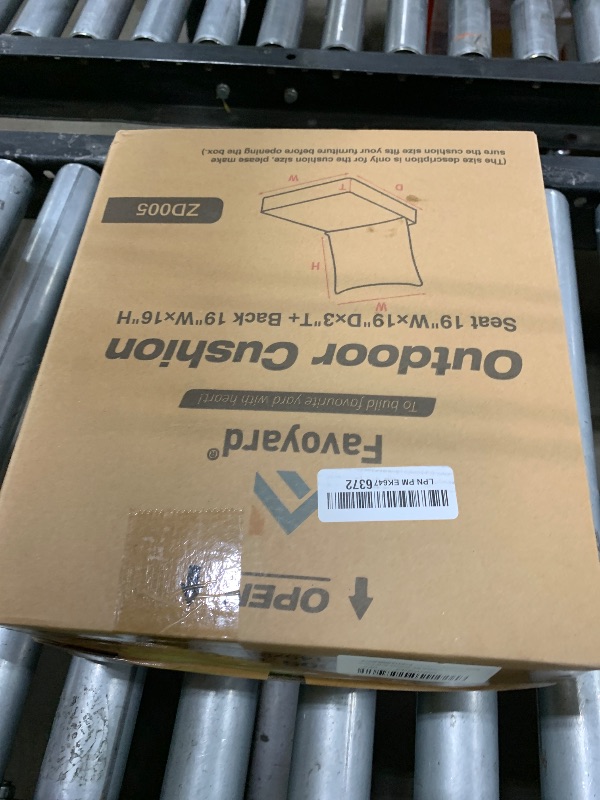 OPEN
Favoyard®
LPN PM EK6476372
To build favourite yard with heart!
Outdoor Cushion
Seat 19"W×19"D×3"T+ Back 19"W×16"H
W
H
D
T
W
ZD005
(The size description is only for the cushion size, please make
sure the cushion size fits your furniture before opening the box.)